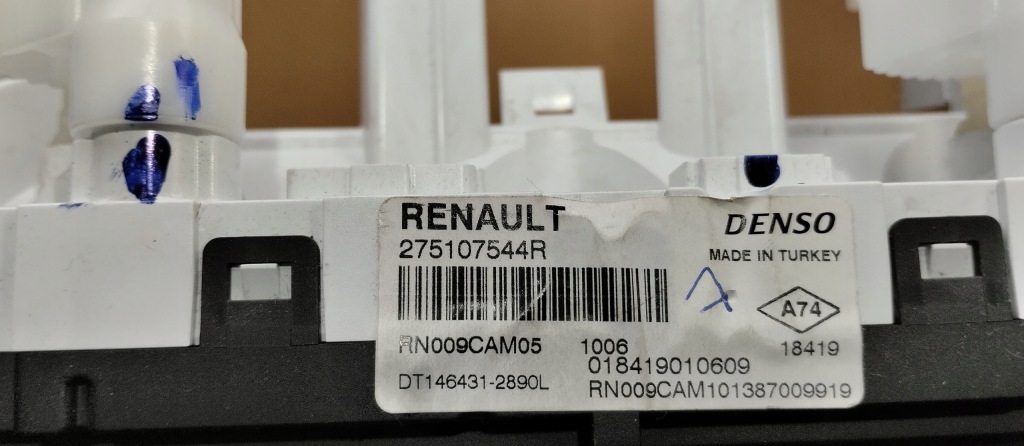 RENAULT
DENSO
275107544R
MADE IN TURKEY
A74
RN009CAM05 1006
18419
018419010609
DT146431-2890L
RN009CAM101387009919